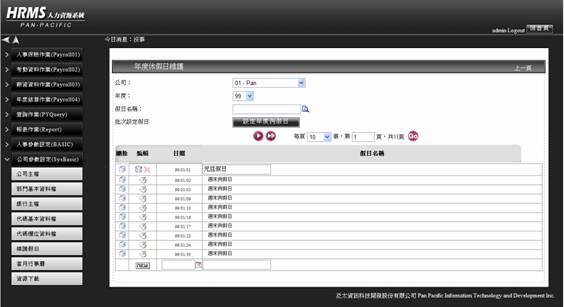 HRMS 人力資源系統
PAN-PACIFIC
admin Logout 回首頁
今日消息：沒事
人事保險作業(Payroll01)
考勤資料作業(Payroll02)
薪資資料作業(Payroll03)
年度結算作業(Payroll04)
查詢作業(PTQuery)
報表作業(Report)
人事參數設定(BASIC)
公司參數設定(SysBasic)
公司主檔
部門基本資料檔
銀行主檔
代碼基本資料檔
代碼欄位資料檔
維護假日
當月行事曆
資源下載
年度休假日維護
上一頁
公司：
01 - Pan
年度：
99
假日名稱：
批次設定假日
設定年度例假日
每頁 10 筆，第 1 頁，共11頁 Go
刪除 編輯 日期 假日名稱
99/01/01 元旦假日
99/01/02 週末例假日
99/01/03 週末例假日
99/01/09 週末例假日
99/01/10 週末例假日
99/01/16 週末例假日
99/01/17 週末例假日
99/01/23 週末例假日
99/01/24 週末例假日
99/01/30 週末例假日
泛太資訊科技開發股份有限公司 Pan Pacific Information Technology and Development Inc.